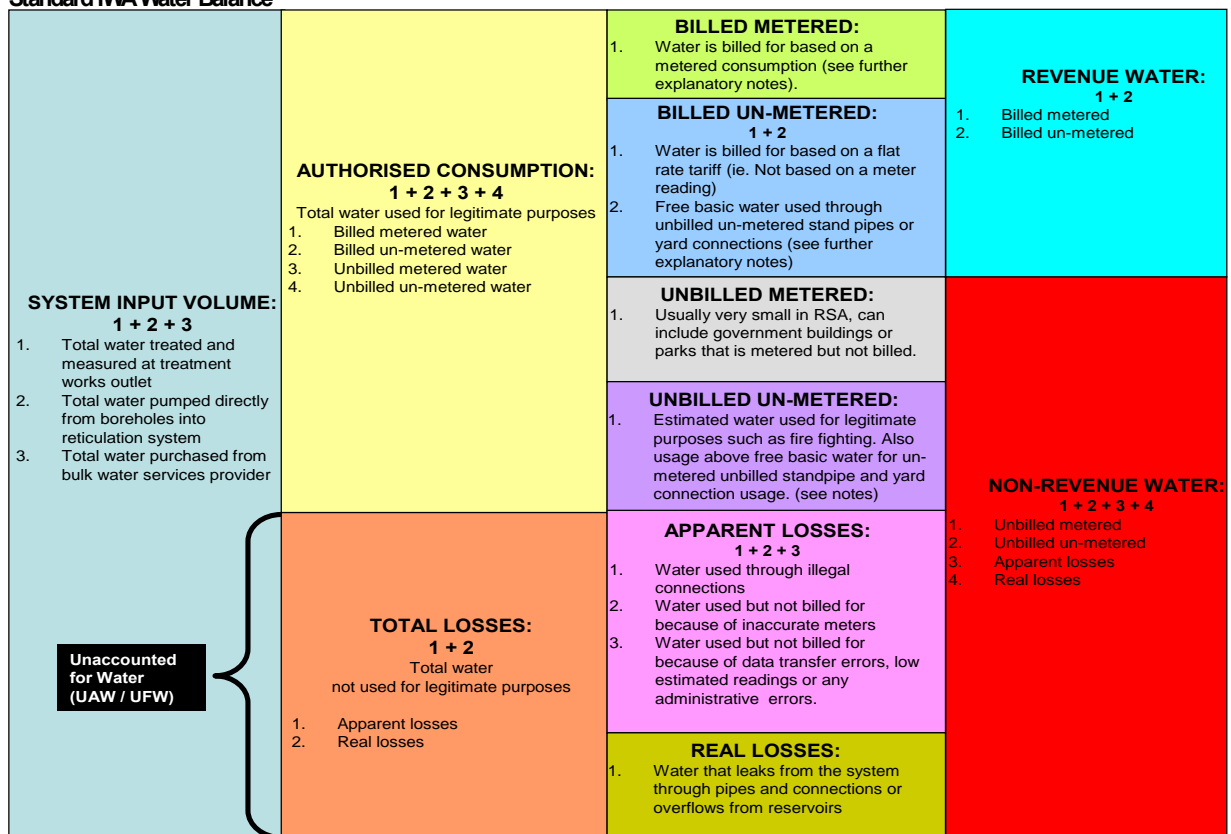 Standard IWA Water Balance
SYSTEM INPUT VOLUME:
1 + 2 + 3
1. Total water treated and
measured at treatment
works outlet
2. Total water pumped directly
from boreholes into
reticulation system
3. Total water purchased from
bulk water services provider
Unaccounted
for Water
(UAW / UFW)
AUTHORISED CONSUMPTION:
1 + 2 + 3 + 4
Total water used for legitimate purposes
1. Billed metered water
2. Billed un-metered water
3. Unbilled metered water
4. Unbilled un-metered water
TOTAL LOSSES:
1 + 2
Total water
not used for legitimate purposes
1. Apparent losses
2. Real losses
BILLED METERED:
1. Water is billed for based on a
metered consumption (see further
explanatory notes).
BILLED UN-METERED:
1 + 2
1. Water is billed for based on a flat
rate tariff (ie. Not based on a meter
reading)
2. Free basic water used through
unbilled un-metered stand pipes or
yard connections (see further
explanatory notes)
UNBILLED METERED:
1. Usually very small in RSA, can
include government buildings or
parks that is metered but not billed.
UNBILLED UN-METERED:
1. Estimated water used for legitimate
purposes such as fire fighting. Also
usage above free basic water for un-
metered unbilled standpipe and yard
connection usage. (see notes)
APPARENT LOSSES:
1 + 2 + 3
1. Water used through illegal
connections
2. Water used but not billed for
because of inaccurate meters
3. Water used but not billed for
because of data transfer errors, low
estimated readings or any
administrative errors.
REAL LOSSES:
1. Water that leaks from the system
through pipes and connections or
overflows from reservoirs
REVENUE WATER:
1 + 2
1. Billed metered
2. Billed un-metered
NON-REVENUE WATER:
1 + 2 + 3 + 4
1. Unbilled metered
2. Unbilled un-metered
3. Apparent losses
4. Real losses